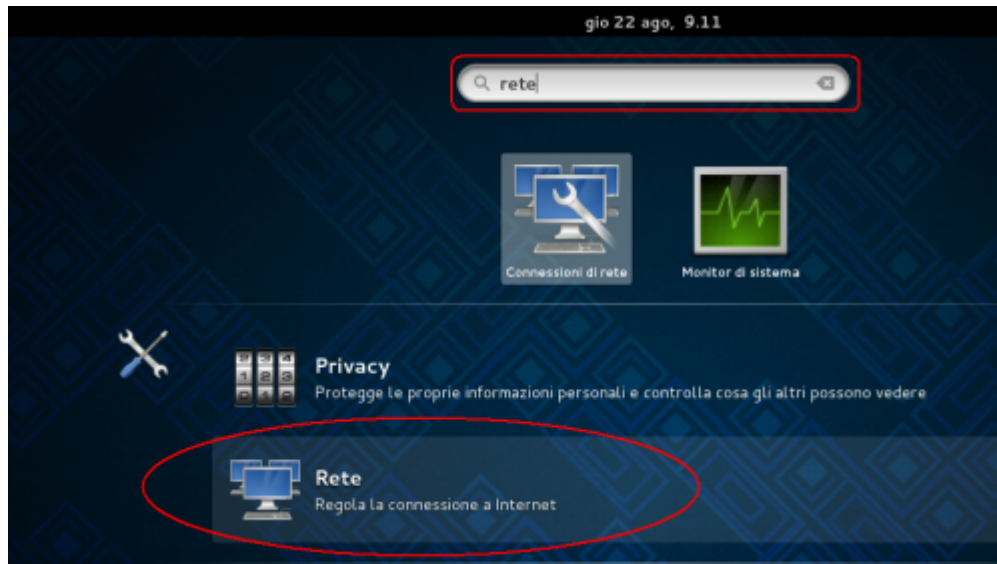 gio 22 ago, 9.11
rete
Connessioni di rete
Monitor di sistema
Privacy
Protegge le proprie informazioni personali e controlla cosa gli altri possono vedere
Rete
Regola la connessione a Internet